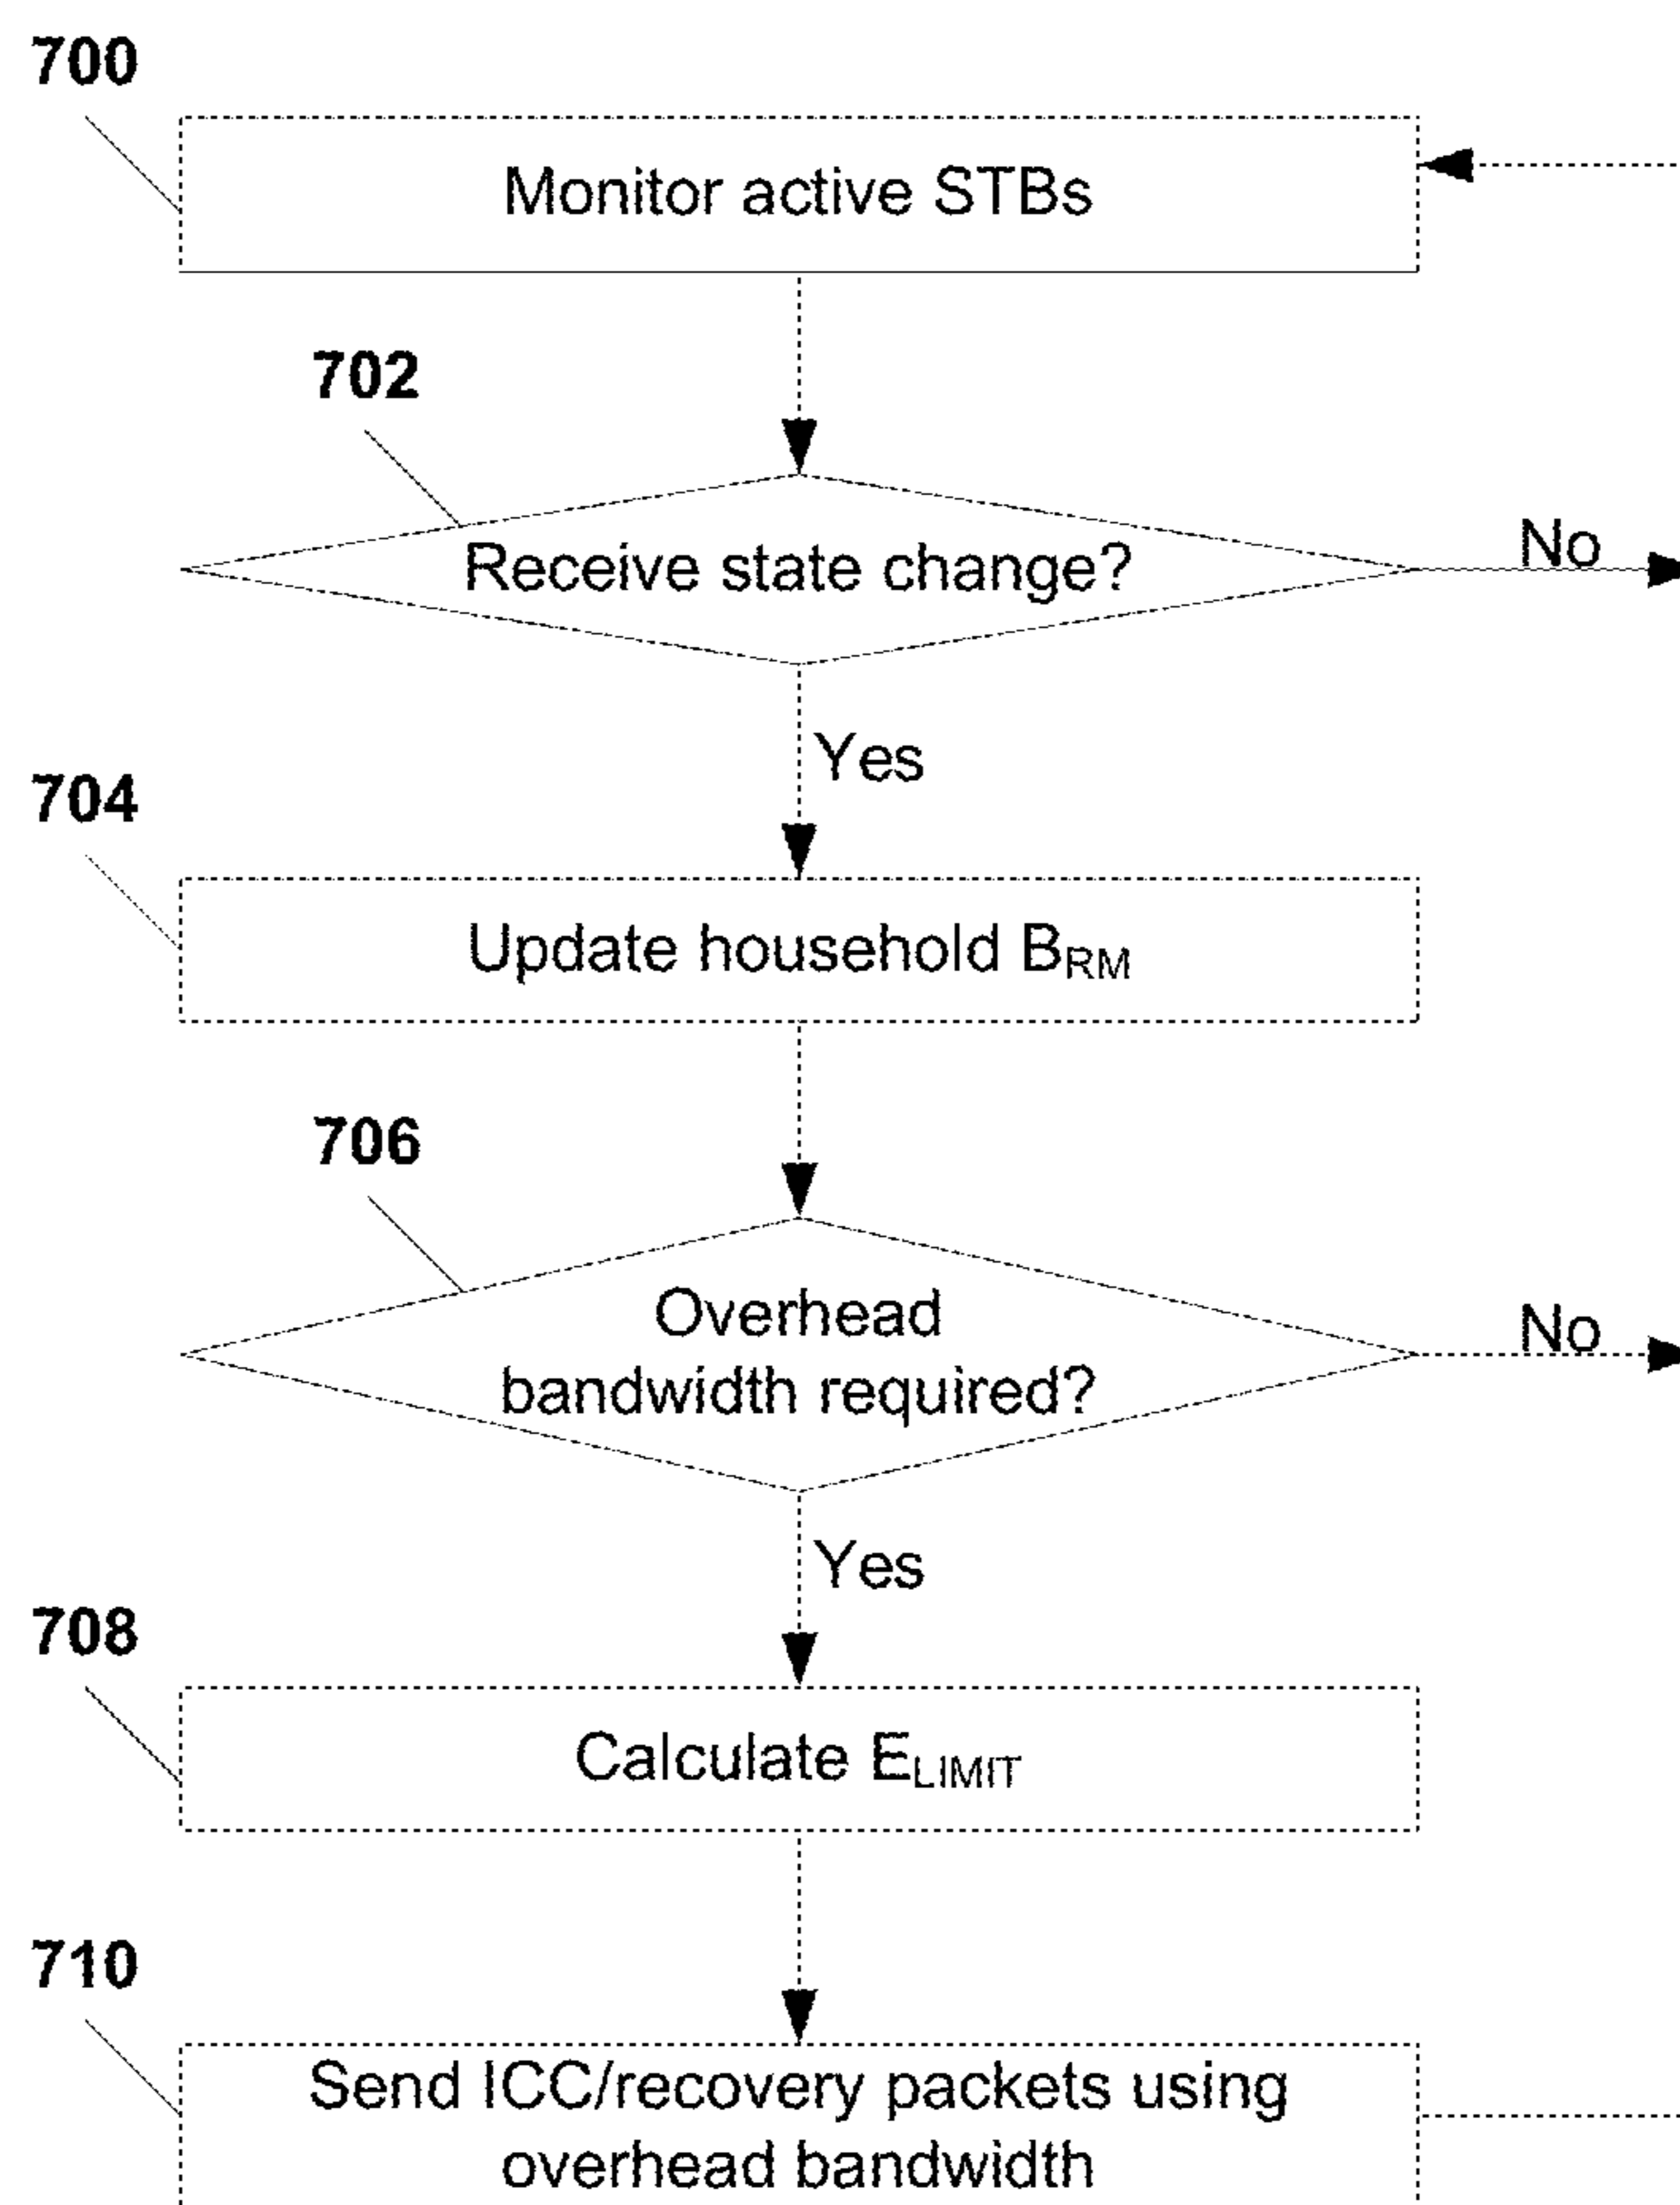 700
Monitor active STBs
702
Receive state change?
No
Yes
704
Update household BRM
706
Overhead
bandwidth required?
No
Yes
708
Calculate ELIMIT
710
Send ICC/recovery packets using
overhead bandwidth